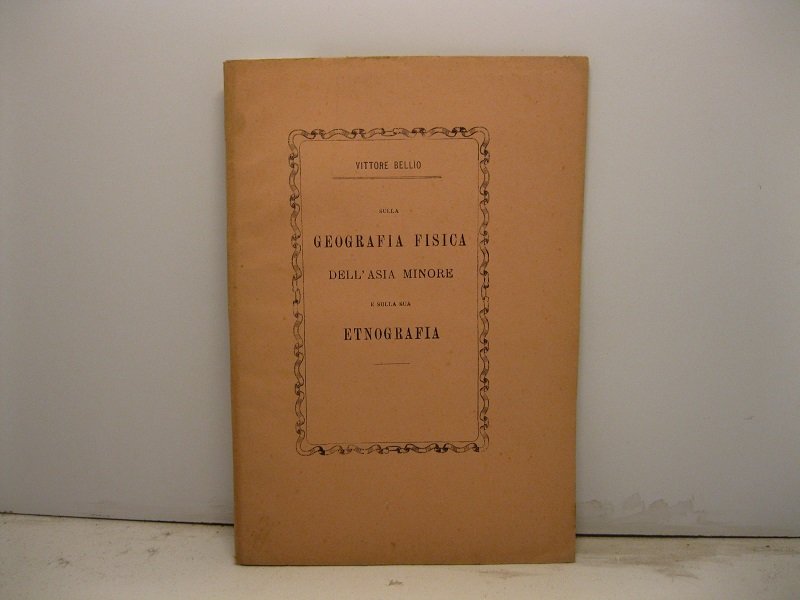 VITTORE BELLIO
SULLA
GEOGRAFIA FISICA
DELL'ASIA MINORE
E SULLA SUA
ETNOGRAFIA